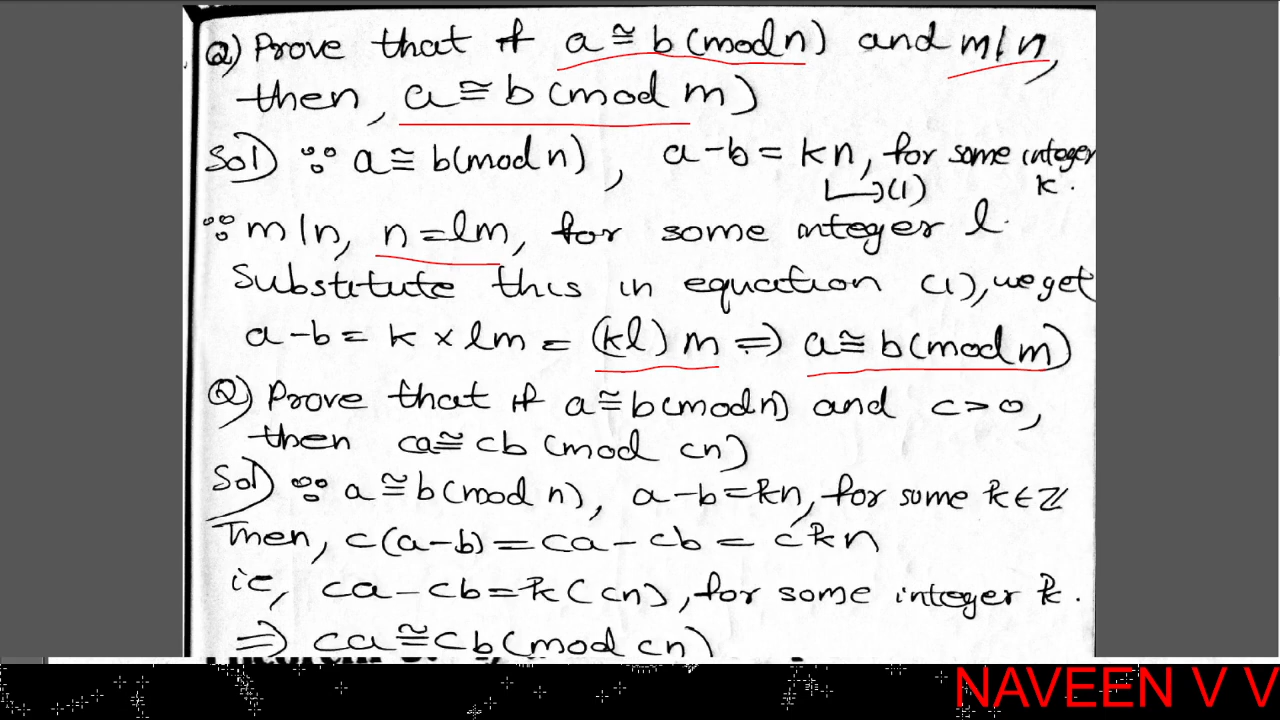 Q) Prove that if a ≅ b (mod n) and m/n,
then, a ≅ b (mod m)
Sol) ∵ a ≅ b (mod n), a-b = kn, for some integer k.
↳(1)
∵ m/n, n = lm, for some integer l.
Substitute this in equation (1), we get
a-b = k × lm = (kl) m ⇒ a ≅ b (mod m)
Q) Prove that if a ≅ b (mod n) and c>0,
then ca ≅ cb (mod cn)
Sol) ∵ a ≅ b (mod n), a-b = kn, for some k∈ℤ
Then, c(a-b) = ca - cb = ckn
ie, ca - cb = k(cn), for some integer k.
⇒ ca ≅ cb (mod cn)
NAVEEN V V